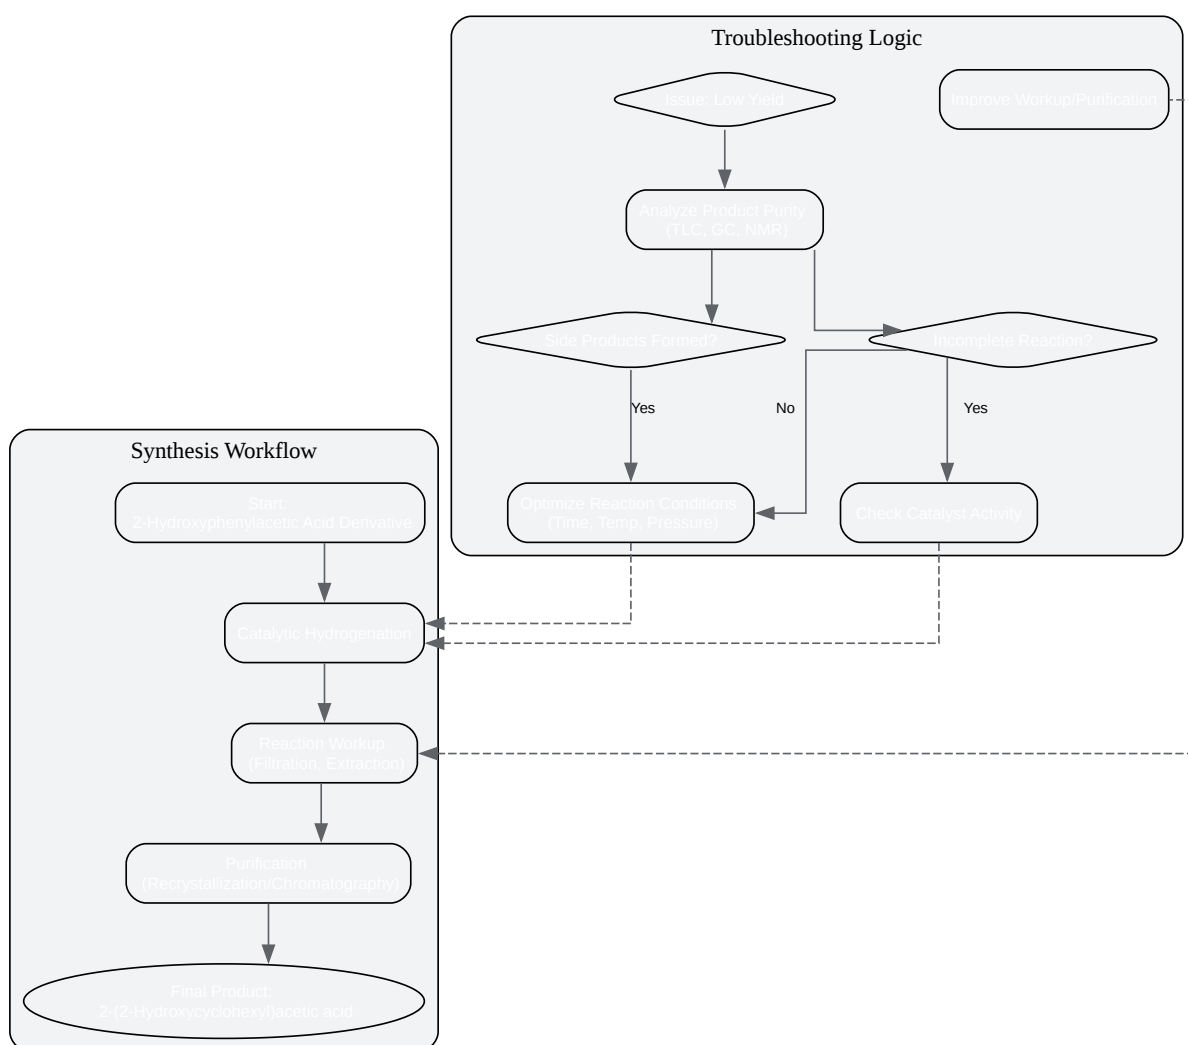 Troubleshooting Logic
Issue: Low Yield
Improve Workup/Purification
Analyze Product Purity
(TLC, GC, NMR)
Side Products Formed?
Incomplete Reaction?
Yes
No
Yes
Optimize Reaction Conditions
(Time, Temp, Pressure)
Check Catalyst Activity
Synthesis Workflow
Start:
2-Hydroxyphenylacetic Acid Derivative
Catalytic Hydrogenation
Reaction Workup
(Filtration, Extraction)
Purification
(Recrystallization/Chromatography)
Final Product:
2-(2-Hydroxycyclohexyl)acetic acid